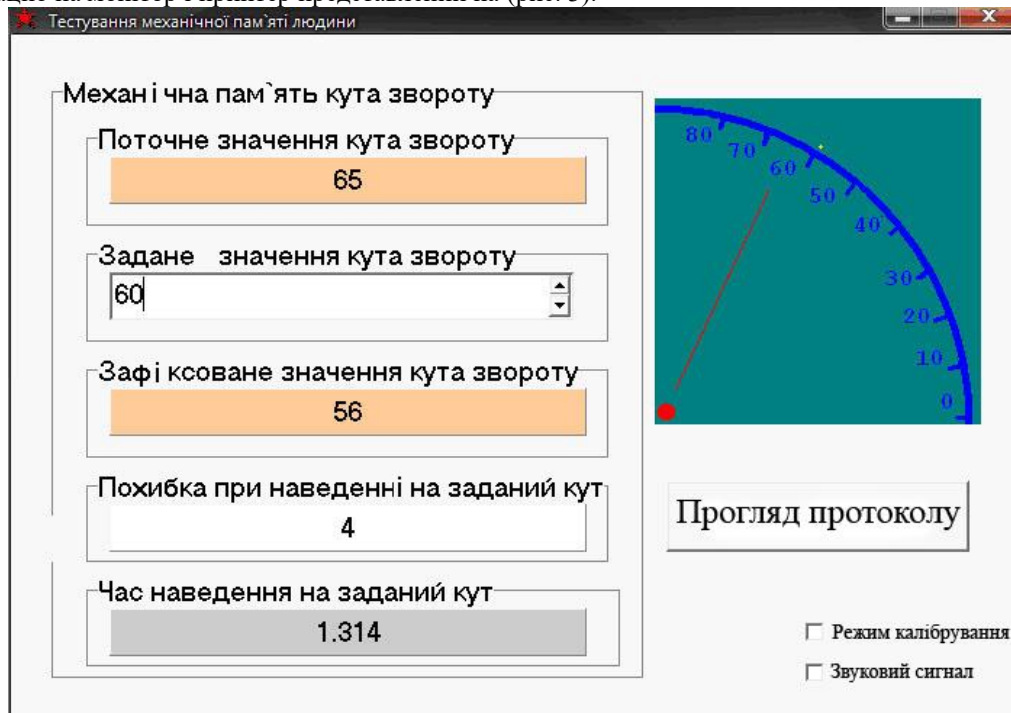 Тестування механічної пам`яті людини
Механі чна пам`ять кута звороту
Поточне значення кута звороту
65
Задане значення кута звороту
60
Зафі ксоване значення кута звороту
56
Похибка при наведенні на заданий кут
4
Час наведення на заданий кут
1.314
80
70
60
50
40
30
20
10
0
Прогляд протоколу
Режим калібрування
Звуковий сигнал